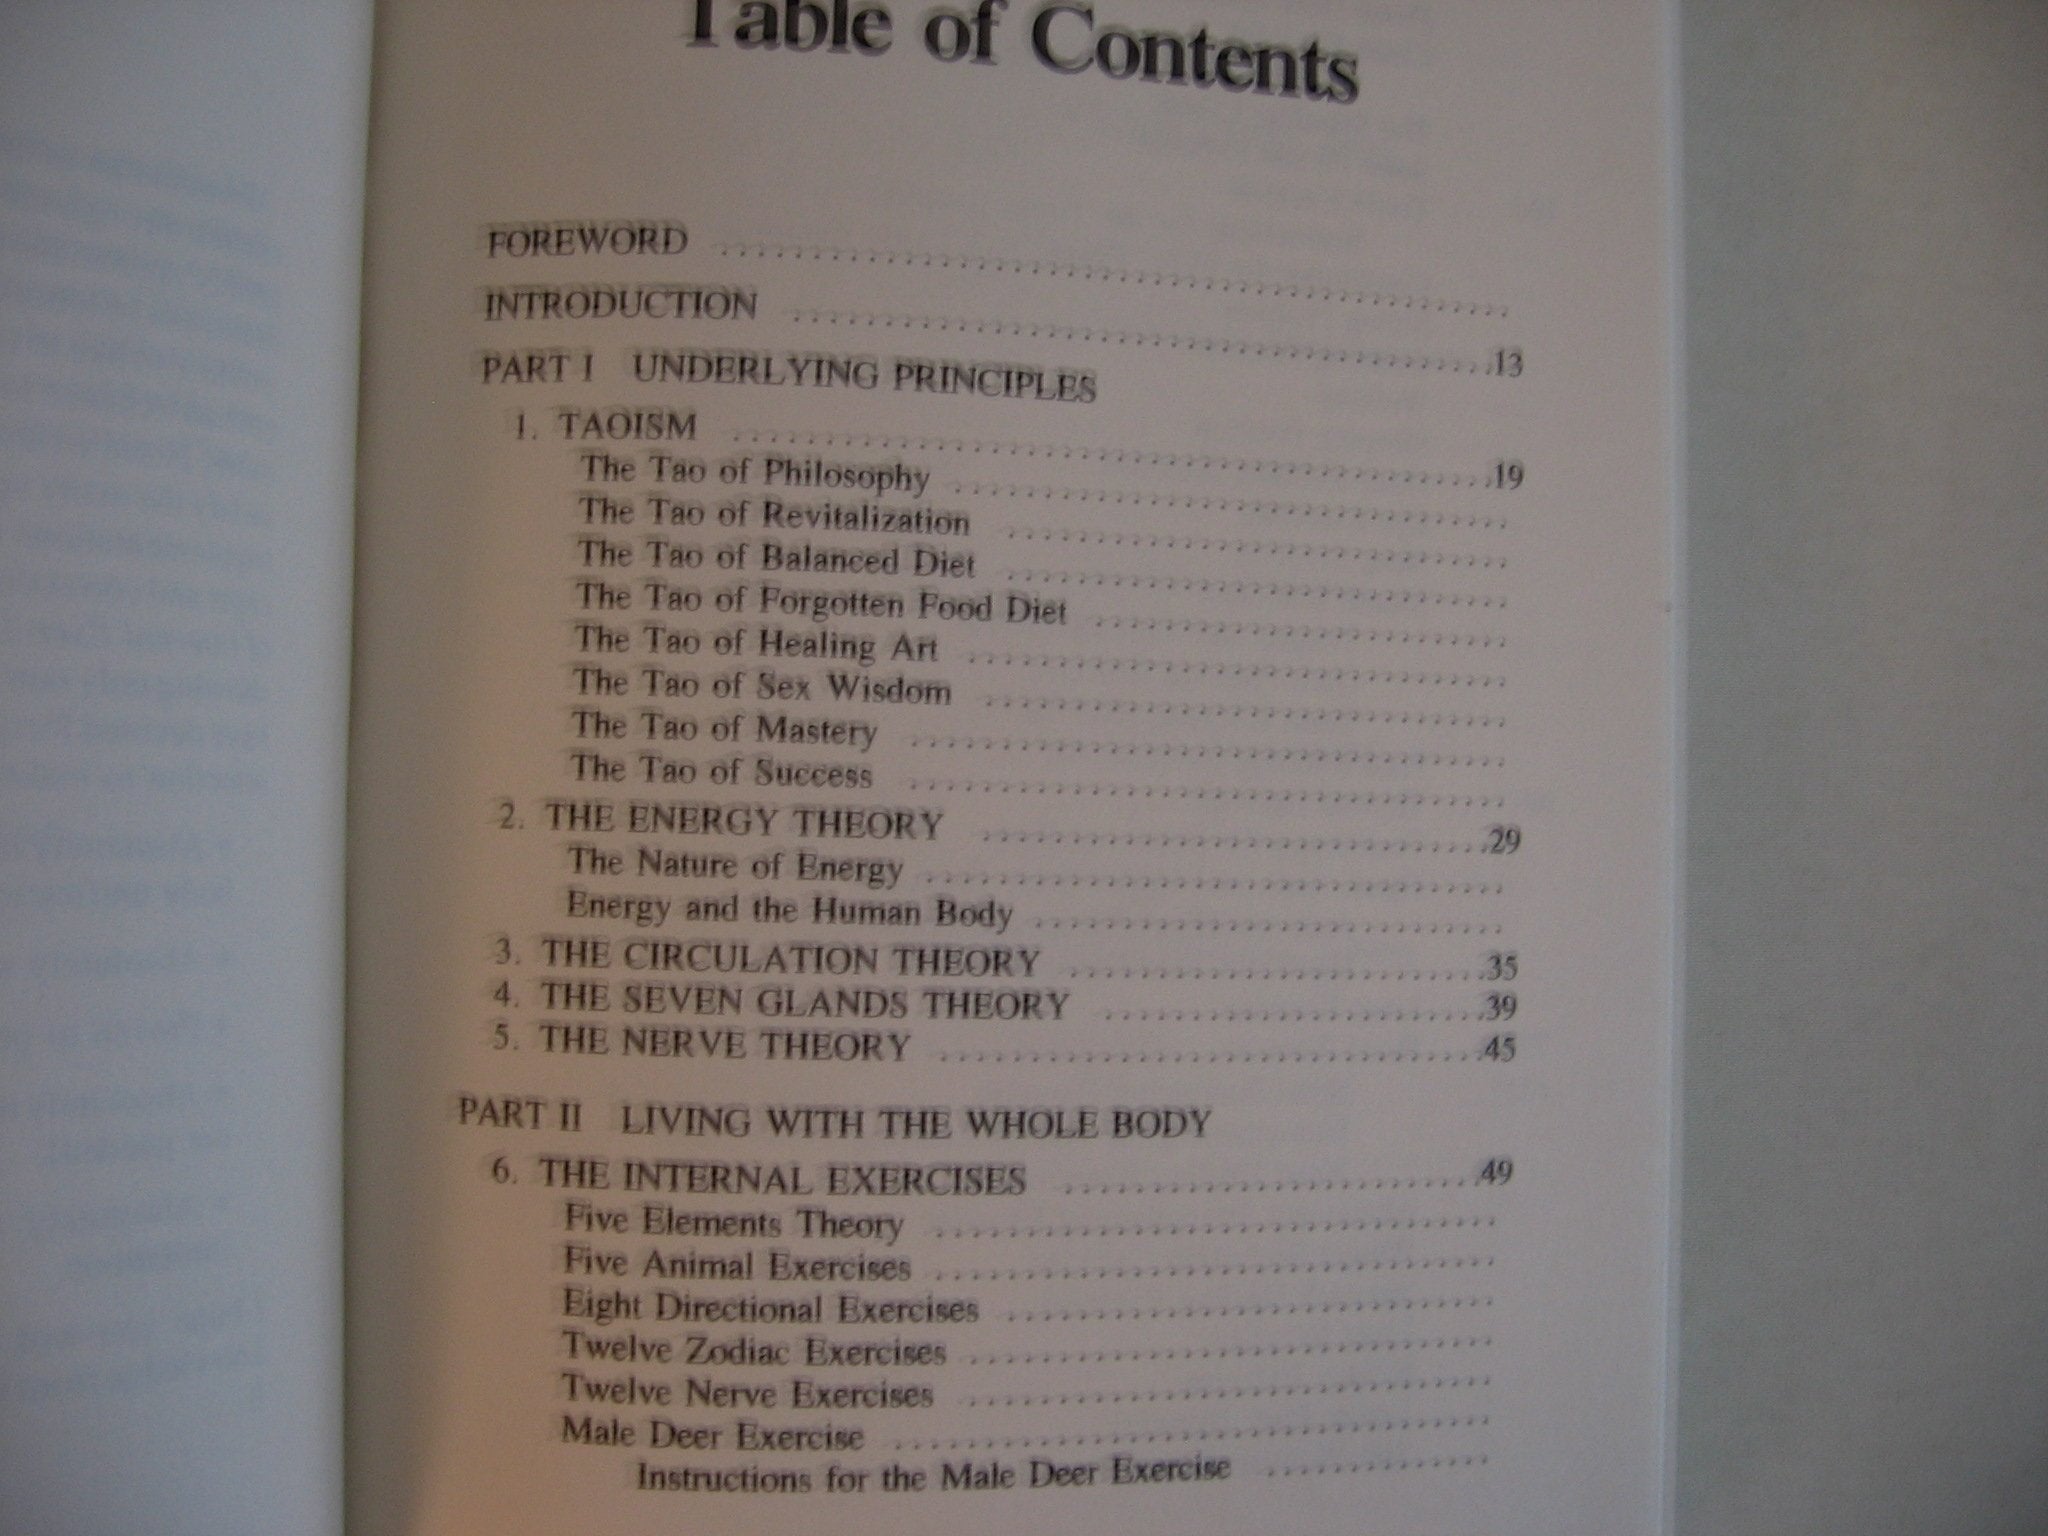 Table of Contents
FOREWORD ........................................
INTRODUCTION ........................................13
PART I UNDERLYING PRINCIPLES
1. TAOISM ........................................19
The Tao of Philosophy ........................................
The Tao of Revitalization ........................................
The Tao of Balanced Diet ........................................
The Tao of Forgotten Food Diet ........................................
The Tao of Healing Art ........................................
The Tao of Sex Wisdom ........................................
The Tao of Mastery ........................................
The Tao of Success ........................................
2. THE ENERGY THEORY ........................................29
The Nature of Energy ........................................
Energy and the Human Body ........................................
3. THE CIRCULATION THEORY ........................................35
4. THE SEVEN GLANDS THEORY ........................................39
5. THE NERVE THEORY ........................................45
PART II LIVING WITH THE WHOLE BODY
6. THE INTERNAL EXERCISES ........................................49
Five Elements Theory ........................................
Five Animal Exercises ........................................
Eight Directional Exercises ........................................
Twelve Zodiac Exercises ........................................
Twelve Nerve Exercises ........................................
Male Deer Exercise ........................................
Instructions for the Male Deer Exercise ....................